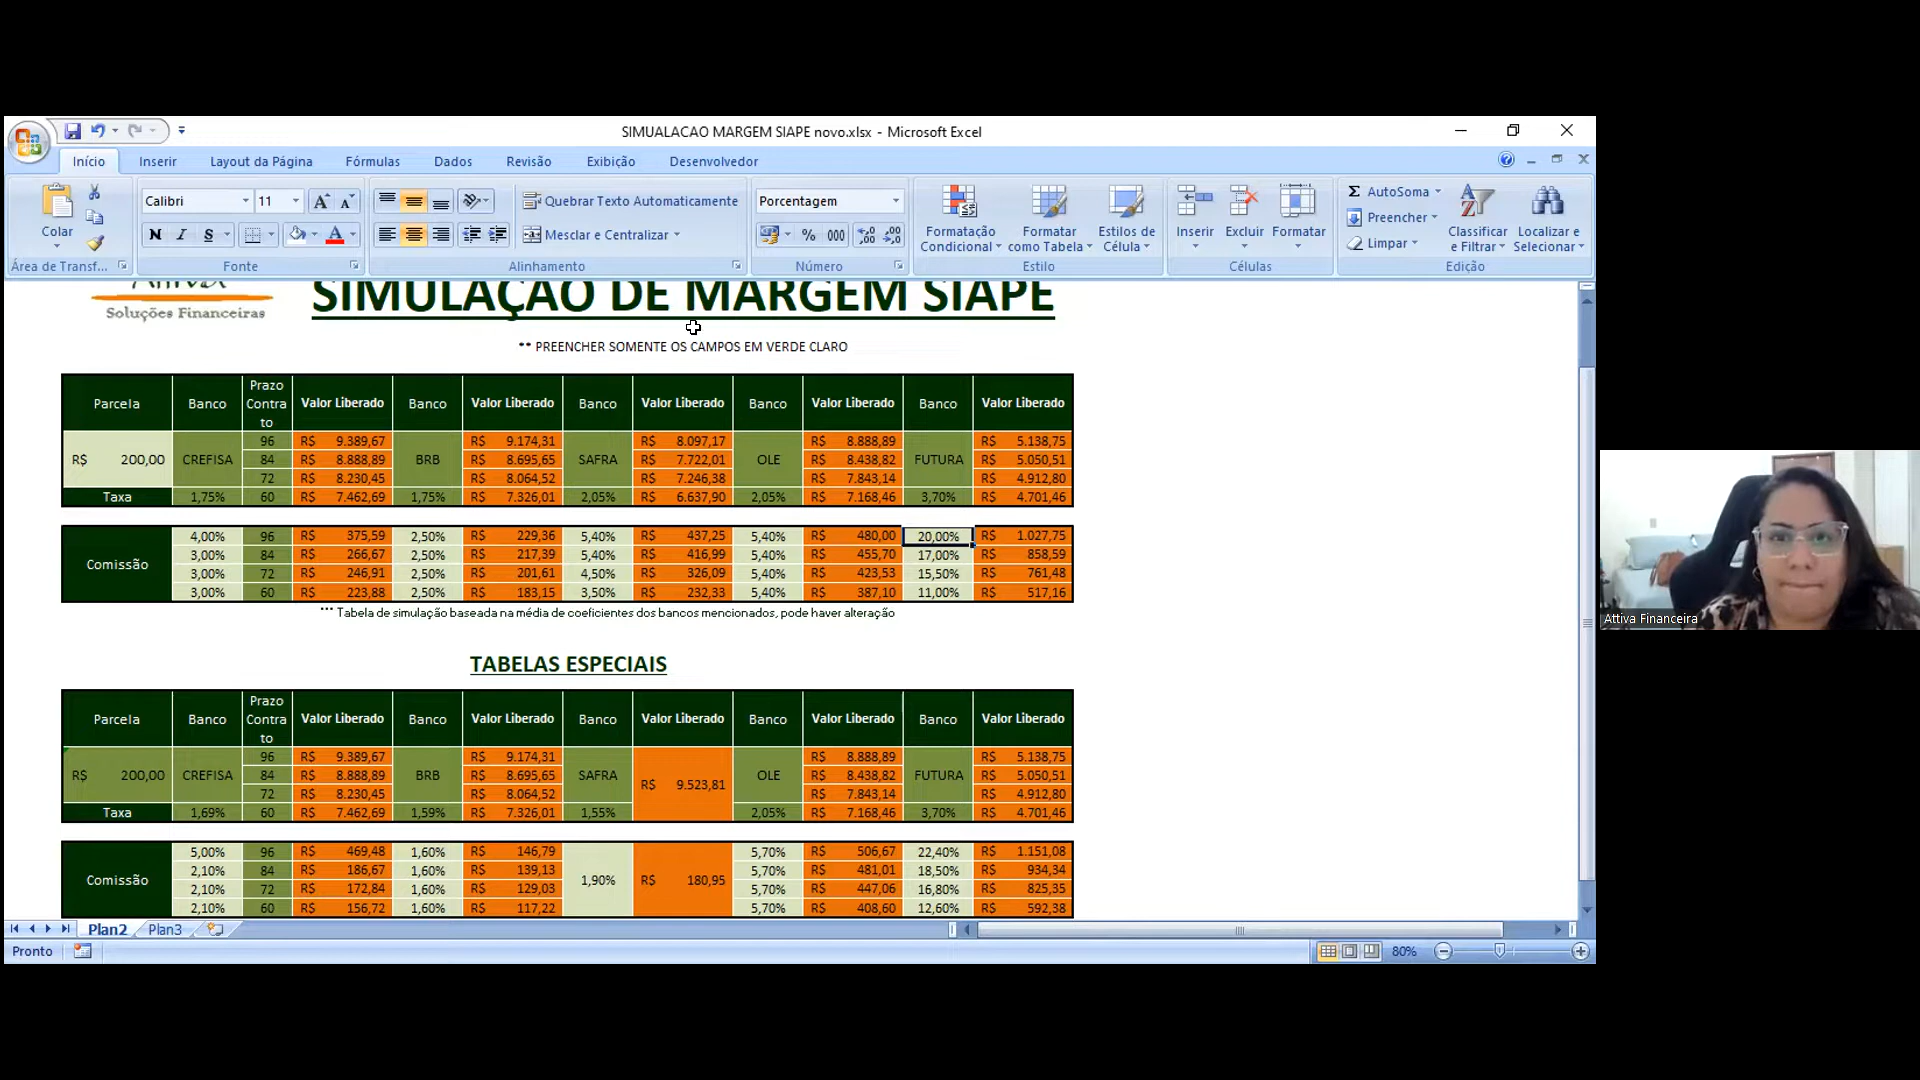 SIMUALACAO MARGEM SIAPE novo.xlsx - Microsoft Excel
Início Inserir Layout da Página Fórmulas Dados Revisão Exibição Desenvolvedor
Colar
Calibri 11
Quebrar Texto Automaticamente
Porcentagem
N I S
Mesclar e Centralizar
% 000
Formatação Condicional
Formatar como Tabela
Estilos de Célula
Inserir Excluir Formatar
Σ AutoSoma
Preencher
Limpar
Classificar e Filtrar
Localizar e Selecionar
Área de Transf... Fonte Alinhamento Número Estilo Células Edição
Soluções Financeiras
SIMULAÇÃO DE MARGEM SIAPE
** PREENCHER SOMENTE OS CAMPOS EM VERDE CLARO
Parcela Banco Prazo Contra to Valor Liberado Banco Valor Liberado Banco Valor Liberado Banco Valor Liberado Banco Valor Liberado
96 R$ 9.389,67 R$ 9.174,31 R$ 8.097,17 R$ 8.888,89 R$ 5.138,75
R$ 200,00 CREFISA 84 R$ 8.888,89 BRB R$ 8.695,65 SAFRA R$ 7.722,01 OLE R$ 8.438,82 FUTURA R$ 5.050,51
72 R$ 8.230,45 R$ 8.064,52 R$ 7.246,38 R$ 7.843,14 R$ 4.912,80
Taxa 1,75% 60 R$ 7.462,69 1,75% R$ 7.326,01 2,05% R$ 6.637,90 2,05% R$ 7.168,46 3,70% R$ 4.701,46
4,00% 96 R$ 375,59 2,50% R$ 229,36 5,40% R$ 437,25 5,40% R$ 480,00 20,00% R$ 1.027,75
Comissão 3,00% 84 R$ 266,67 2,50% R$ 217,39 5,40% R$ 416,99 5,40% R$ 455,70 17,00% R$ 858,59
3,00% 72 R$ 246,91 2,50% R$ 201,61 4,50% R$ 326,09 5,40% R$ 423,53 15,50% R$ 761,48
3,00% 60 R$ 223,88 2,50% R$ 183,15 3,50% R$ 232,33 5,40% R$ 387,10 11,00% R$ 517,16
*** Tabela de simulação baseada na média de coeficientes dos bancos mencionados, pode haver alteração
TABELAS ESPECIAIS
Parcela Banco Prazo Contra to Valor Liberado Banco Valor Liberado Banco Valor Liberado Banco Valor Liberado Banco Valor Liberado
96 R$ 9.389,67 R$ 9.174,31 R$ 8.888,89 R$ 5.138,75
R$ 200,00 CREFISA 84 R$ 8.888,89 BRB R$ 8.695,65 SAFRA R$ 9.523,81 OLE R$ 8.438,82 FUTURA R$ 5.050,51
72 R$ 8.230,45 R$ 8.064,52 R$ 7.843,14 R$ 4.912,80
Taxa 1,69% 60 R$ 7.462,69 1,59% R$ 7.326,01 1,55% 2,05% R$ 7.168,46 3,70% R$ 4.701,46
5,00% 96 R$ 469,48 1,60% R$ 146,79 5,70% R$ 506,67 22,40% R$ 1.151,08
Comissão 2,10% 84 R$ 186,67 1,60% R$ 139,13 1,90% R$ 180,95 5,70% R$ 481,01 18,50% R$ 934,34
2,10% 72 R$ 172,84 1,60% R$ 129,03 5,70% R$ 447,06 16,80% R$ 825,35
2,10% 60 R$ 156,72 1,60% R$ 117,22 5,70% R$ 408,60 12,60% R$ 592,38
Plan2 Plan3
Pronto 80%
Attiva Financeira